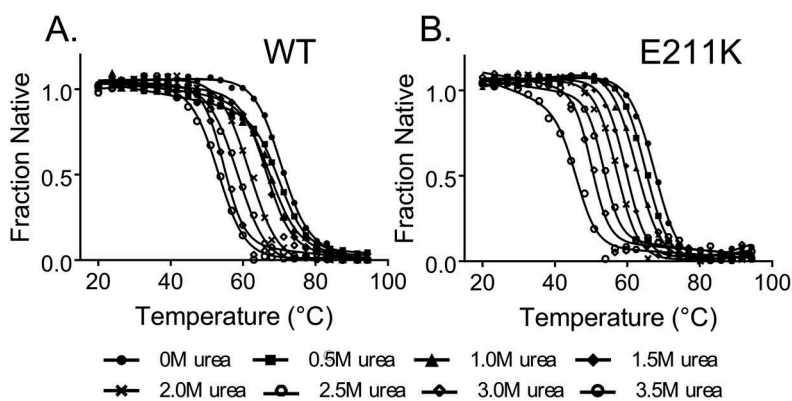 A.
WT
Fraction Native
1.0
0.5
0.0
20 40 60 80 100
Temperature (°C)
B.
E211K
Fraction Native
1.0
0.5
0.0
20 40 60 80 100
Temperature (°C)
0M urea 0.5M urea 1.0M urea 1.5M urea
2.0M urea 2.5M urea 3.0M urea 3.5M urea